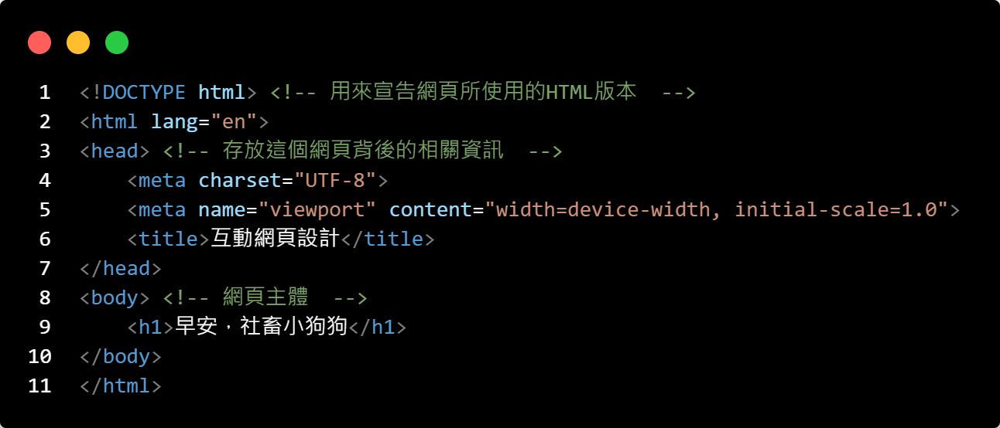 1 <!DOCTYPE html> <!-- 用來宣告網頁所使用的HTML版本  -->
2 <html lang="en">
3 <head> <!-- 存放這個網頁背後的相關資訊  -->
4     <meta charset="UTF-8">
5     <meta name="viewport" content="width=device-width, initial-scale=1.0">
6     <title>互動網頁設計</title>
7 </head>
8 <body> <!-- 網頁主體  -->
9     <h1>早安，社畜小狗狗</h1>
10 </body>
11 </html>